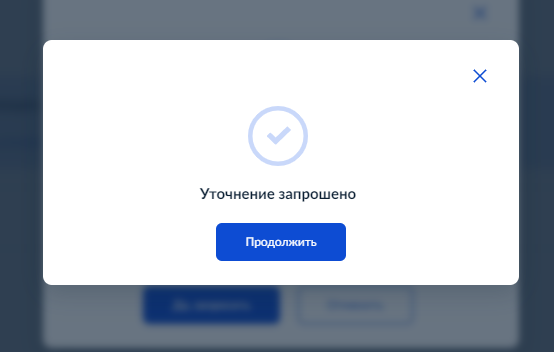 Уточнение запрошено
Продолжить